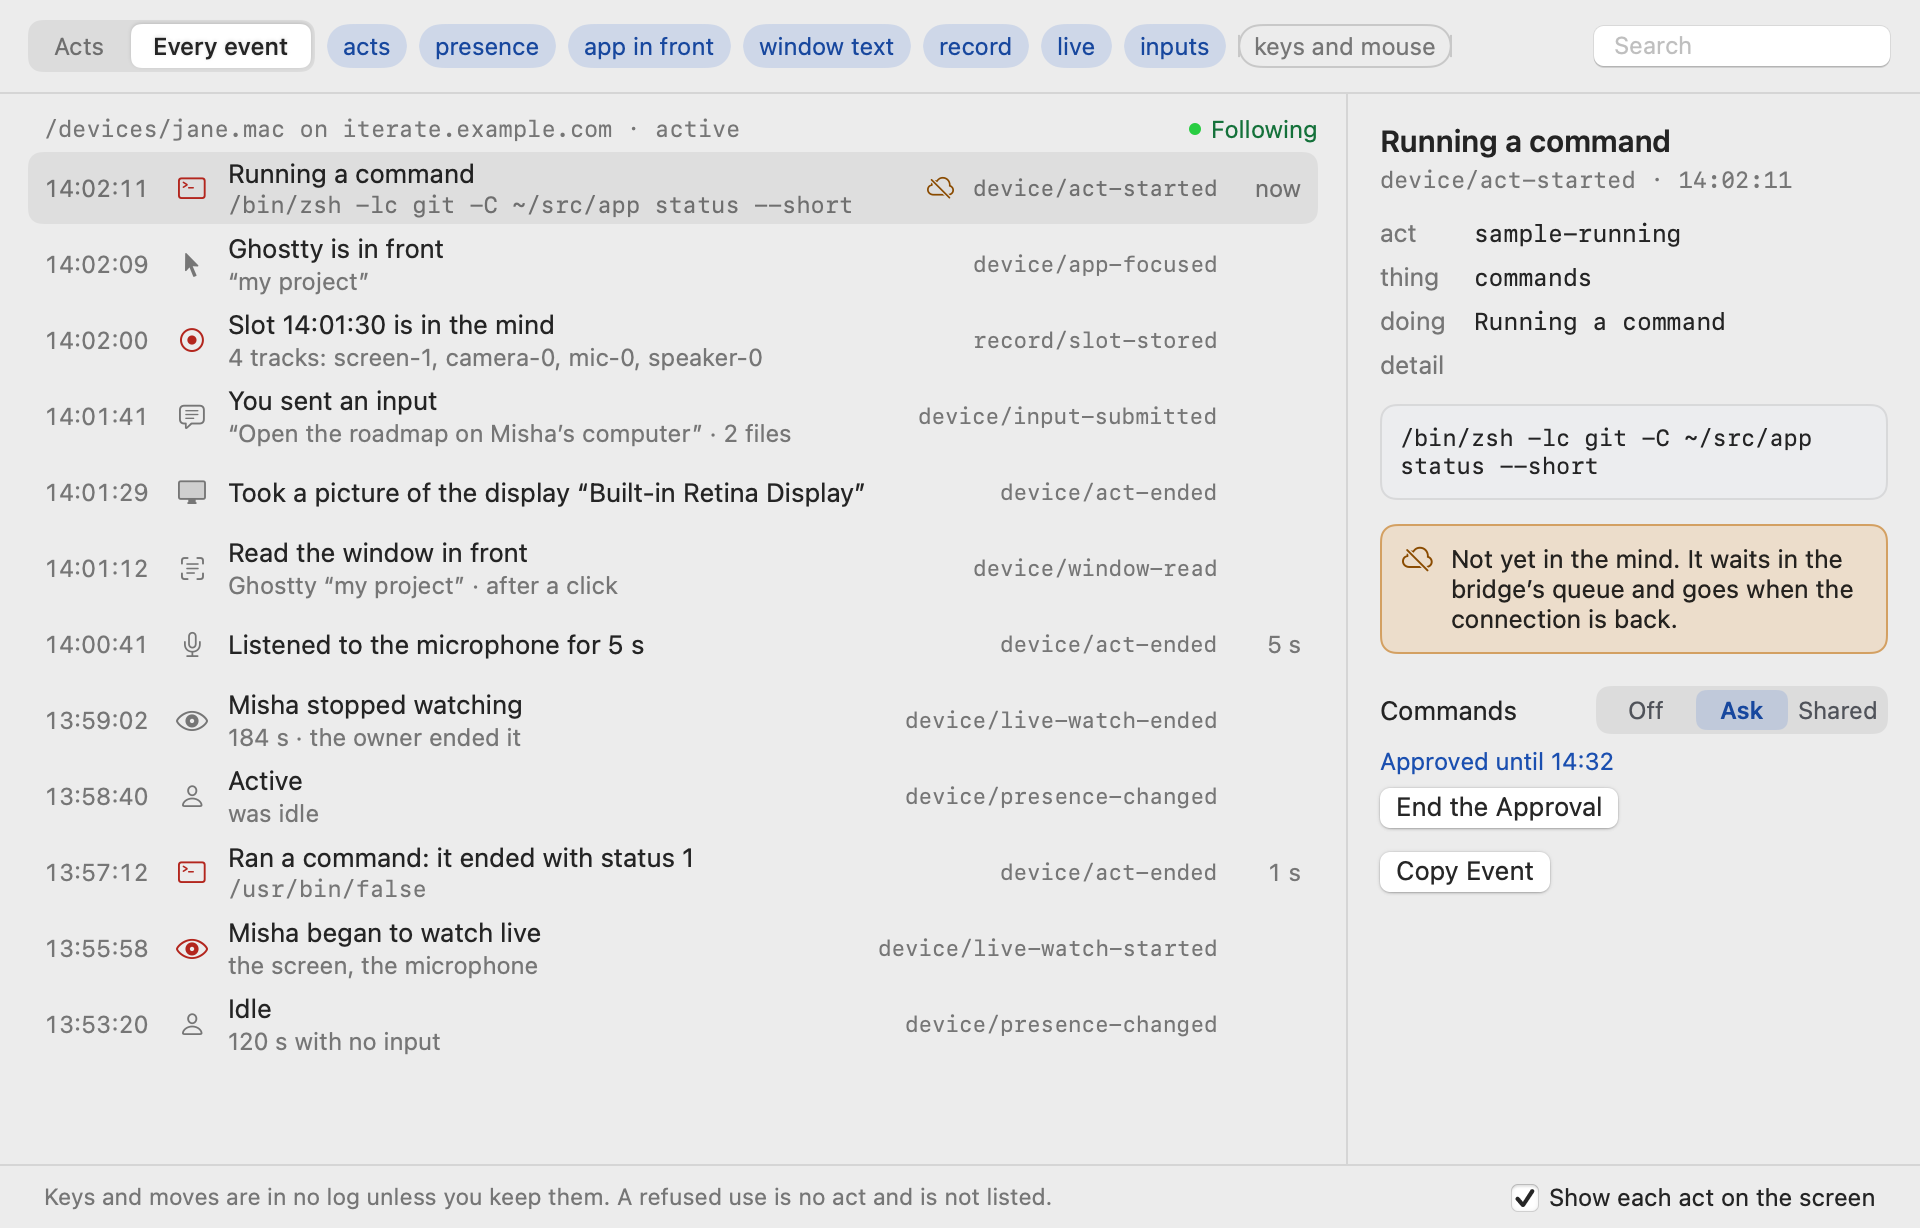 Acts
Every event
acts
presence
app in front
window text
record
live
inputs
keys and mouse
Search
/devices/jane.mac on iterate.example.com · active
Following
14:02:11
Running a command
/bin/zsh -lc git -C ~/src/app status --short
device/act-started
now
14:02:09
Ghostty is in front
“my project”
device/app-focused
14:02:00
Slot 14:01:30 is in the mind
4 tracks: screen-1, camera-0, mic-0, speaker-0
record/slot-stored
14:01:41
You sent an input
“Open the roadmap on Misha’s computer” · 2 files
device/input-submitted
14:01:29
Took a picture of the display “Built-in Retina Display”
device/act-ended
14:01:12
Read the window in front
Ghostty “my project” · after a click
device/window-read
14:00:41
Listened to the microphone for 5 s
device/act-ended
5 s
13:59:02
Misha stopped watching
184 s · the owner ended it
device/live-watch-ended
13:58:40
Active
was idle
device/presence-changed
13:57:12
Ran a command: it ended with status 1
/usr/bin/false
device/act-ended
1 s
13:55:58
Misha began to watch live
the screen, the microphone
device/live-watch-started
13:53:20
Idle
120 s with no input
device/presence-changed
Running a command
device/act-started · 14:02:11
act sample-running
thing commands
doing Running a command
detail
/bin/zsh -lc git -C ~/src/app
status --short
Not yet in the mind. It waits in the
bridge’s queue and goes when the
connection is back.
Commands
Off
Ask
Shared
Approved until 14:32
End the Approval
Copy Event
Keys and moves are in no log unless you keep them. A refused use is no act and is not listed.
Show each act on the screen